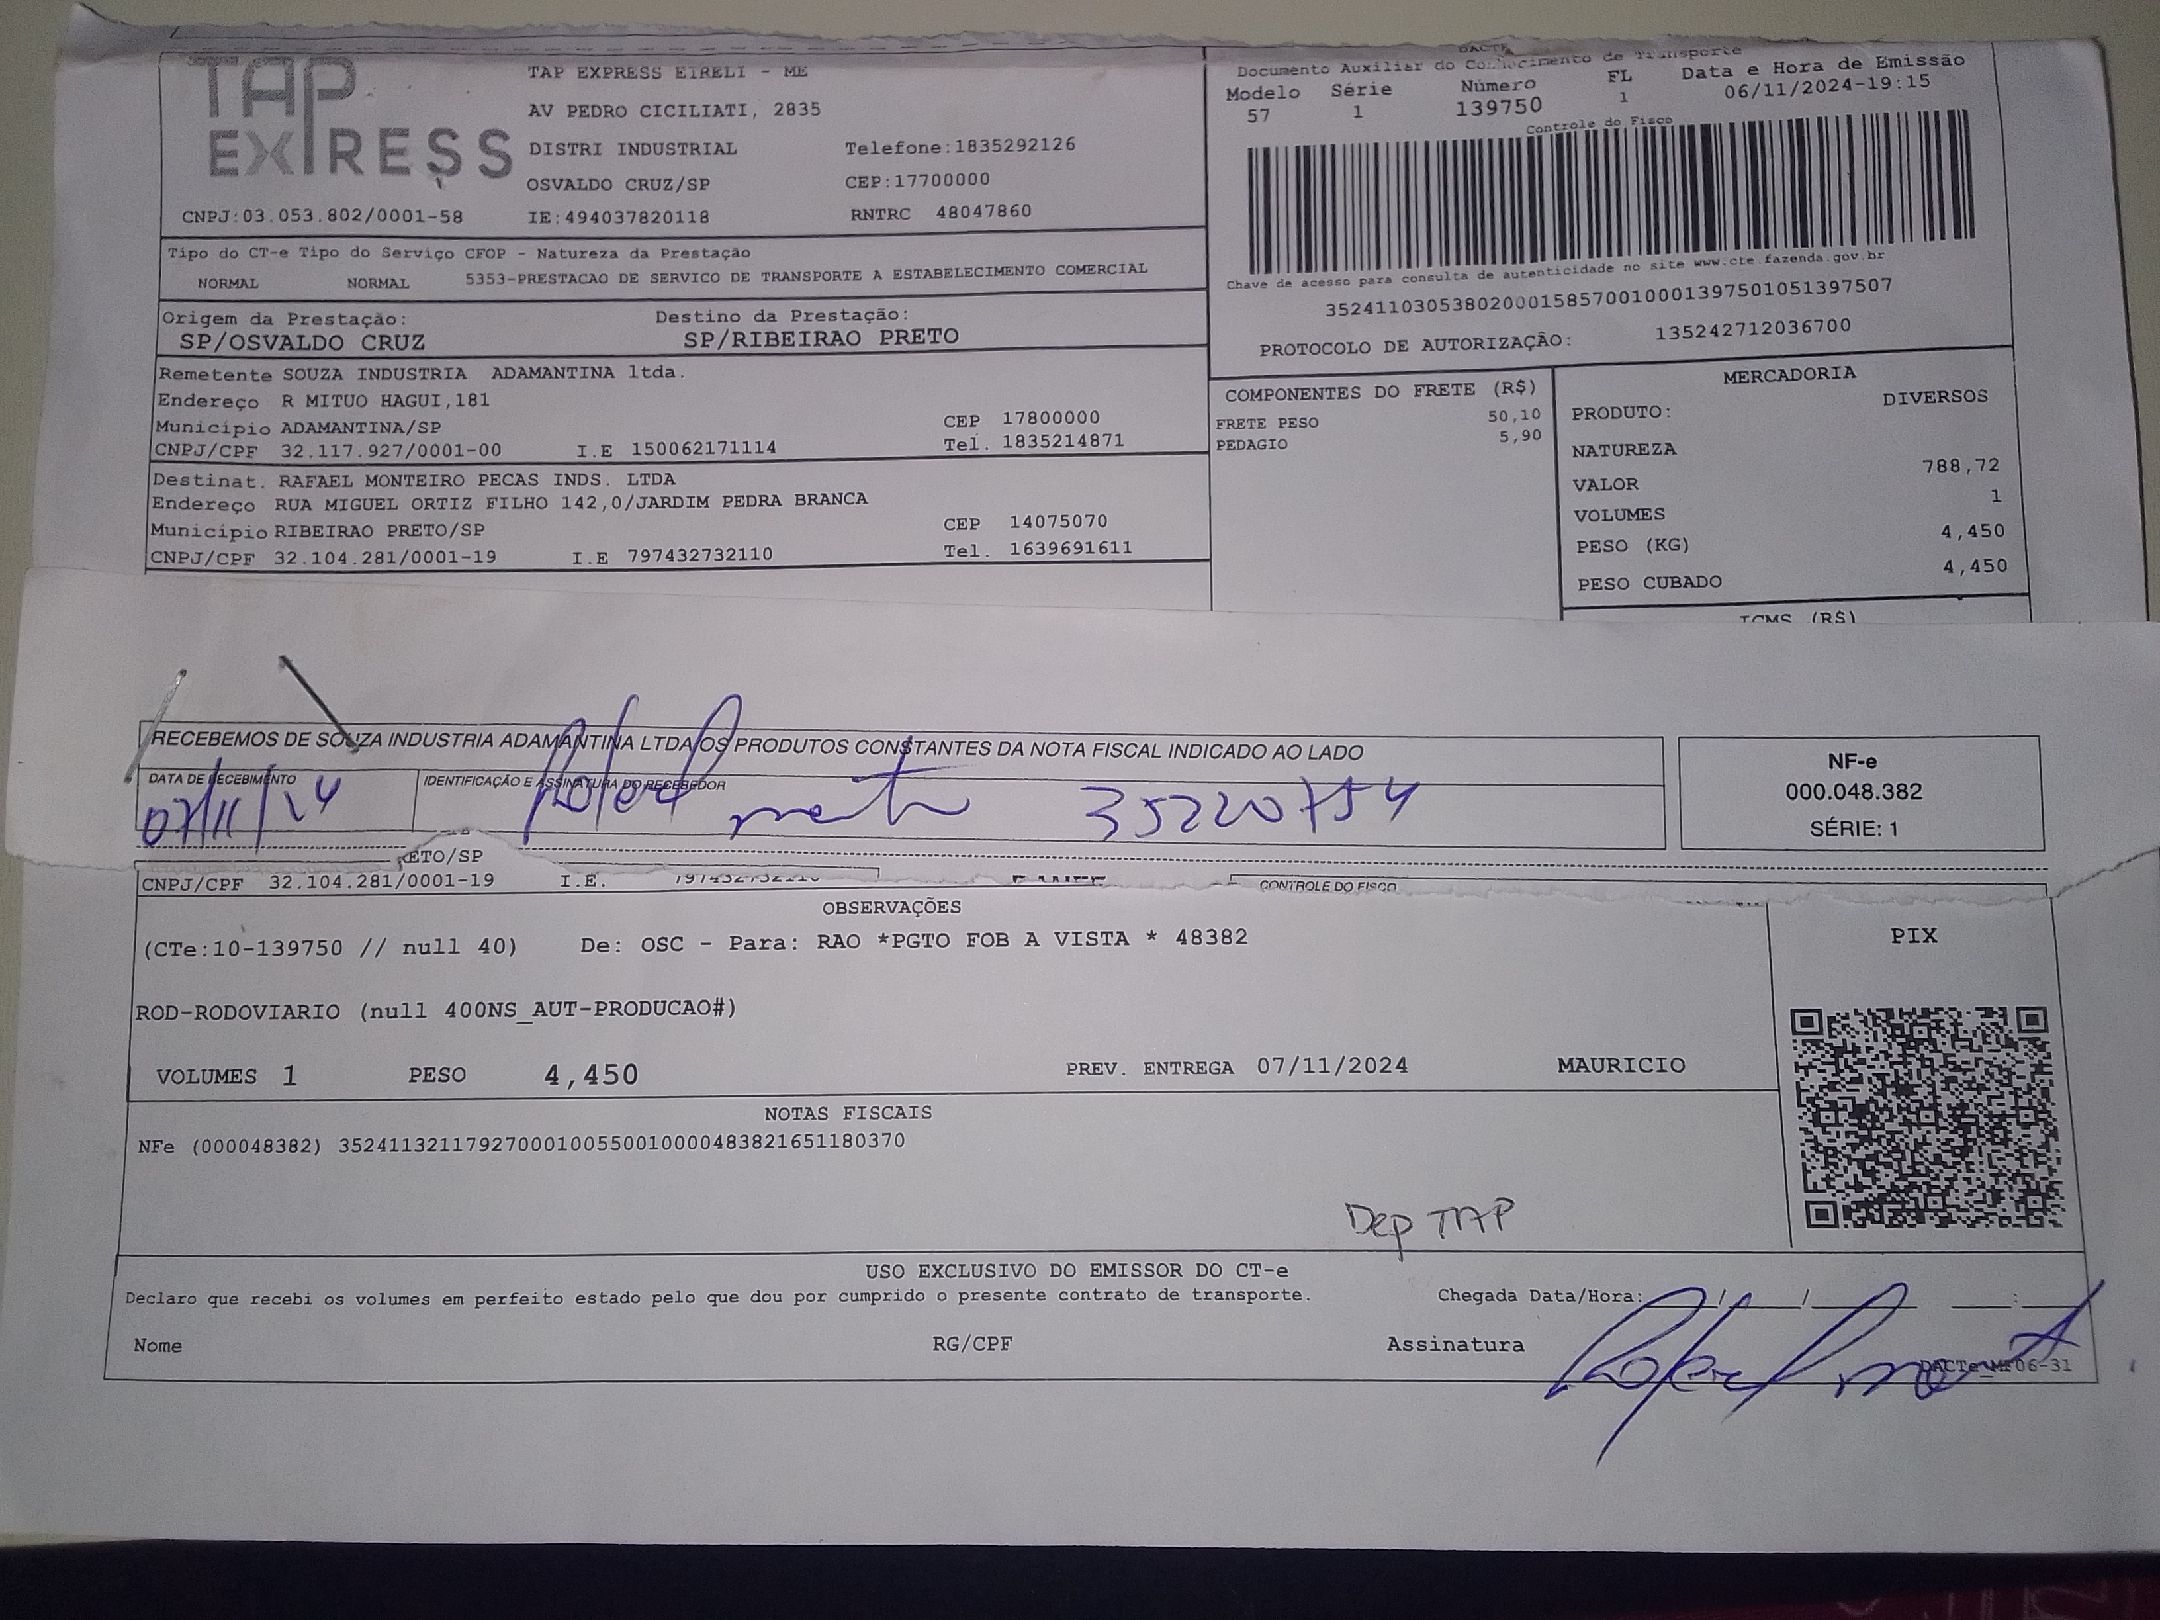 TAP EXPRESS
TAP EXPRESS EIRELI - ME
AV PEDRO CICILIATI, 2835
DISTRI INDUSTRIAL Telefone:1835292126
OSVALDO CRUZ/SP CEP:17700000
CNPJ:03.053.802/0001-58 IE:494037820118 RNTRC 48047860
DACTE
Documento Auxiliar do Conhecimento de Transporte
Modelo Série Número FL Data e Hora de Emissão
57 1 139750 1 06/11/2024-19:15
Controle do Fisco
Chave de acesso para consulta de autenticidade no site www.cte.fazenda.gov.br
35241103053802000158570010001397501051397507
PROTOCOLO DE AUTORIZAÇÃO: 135242712036700
Tipo do CT-e Tipo do Serviço CFOP - Natureza da Prestação
NORMAL NORMAL 5353-PRESTACAO DE SERVICO DE TRANSPORTE A ESTABELECIMENTO COMERCIAL
Origem da Prestação: Destino da Prestação:
SP/OSVALDO CRUZ SP/RIBEIRAO PRETO
Remetente SOUZA INDUSTRIA ADAMANTINA ltda.
Endereço R MITUO HAGUI,181
Município ADAMANTINA/SP CEP 17800000
CNPJ/CPF 32.117.927/0001-00 I.E 150062171114 Tel. 1835214871
Destinat. RAFAEL MONTEIRO PECAS INDS. LTDA
Endereço RUA MIGUEL ORTIZ FILHO 142,0/JARDIM PEDRA BRANCA
Município RIBEIRAO PRETO/SP CEP 14075070
CNPJ/CPF 32.104.281/0001-19 I.E 797432732110 Tel. 1639691611
COMPONENTES DO FRETE (R$)
FRETE PESO 50,10
PEDAGIO 5,90
MERCADORIA
PRODUTO: DIVERSOS
NATUREZA
VALOR 788,72
VOLUMES 1
PESO (KG) 4,450
PESO CUBADO 4,450
ICMS (R$)
RECEBEMOS DE SOUZA INDUSTRIA ADAMANTINA LTDA OS PRODUTOS CONSTANTES DA NOTA FISCAL INDICADO AO LADO
DATA DE RECEBIMENTO IDENTIFICAÇÃO E ASSINATURA DO RECEBEDOR
07/11/24 35220754
NF-e
000.048.382
SÉRIE: 1
RETO/SP
CNPJ/CPF 32.104.281/0001-19 I.E. CONTROLE DO FISCO
OBSERVAÇÕES
(CTe:10-139750 // null 40) De: OSC - Para: RAO *PGTO FOB A VISTA * 48382
PIX
ROD-RODOVIARIO (null 400NS_AUT-PRODUCAO#)
VOLUMES 1 PESO 4,450 PREV. ENTREGA 07/11/2024 MAURICIO
NOTAS FISCAIS
NFe (000048382) 35241132117927000100550010000483821651180370
Dep TAP
USO EXCLUSIVO DO EMISSOR DO CT-e
Declaro que recebi os volumes em perfeito estado pelo que dou por cumprido o presente contrato de transporte. Chegada Data/Hora:
Nome RG/CPF Assinatura